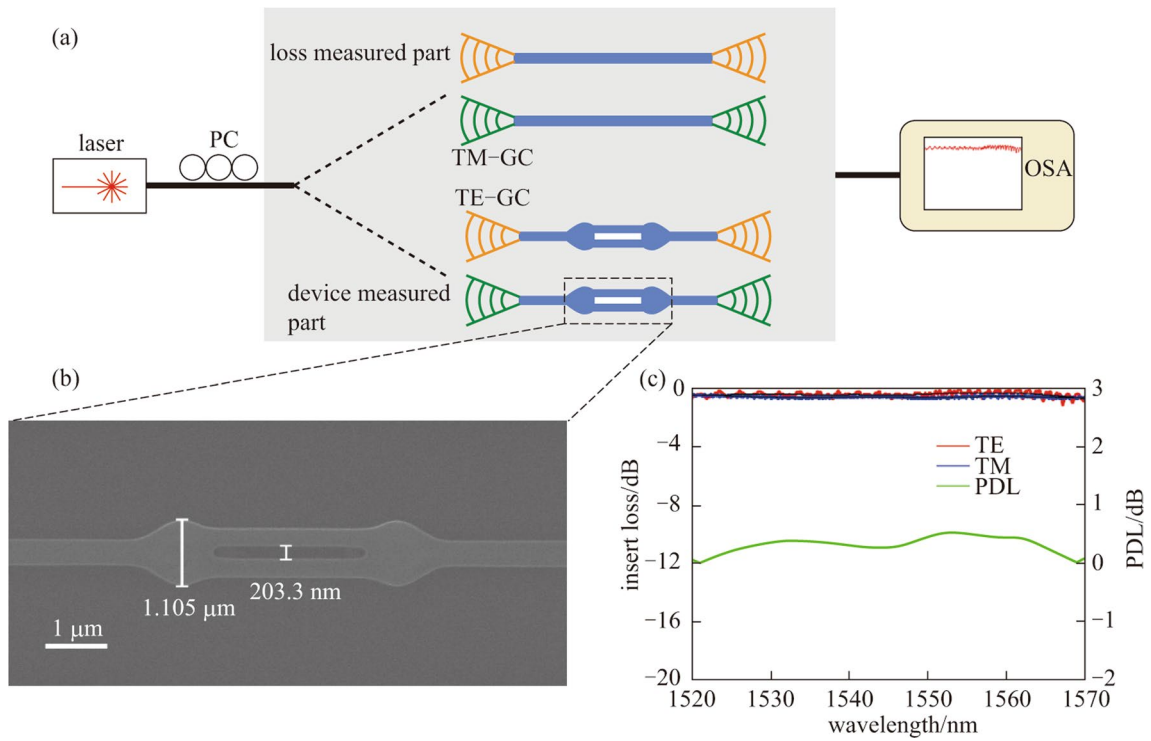 (a)
loss measured part
laser
PC
TM−GC
TE−GC
OSA
device measured
part
(b)
1.105 μm
203.3 nm
1 μm
(c)
0
−4
−8
−12
−16
−20
insert loss/dB
TE
TM
PDL
3
2
1
0
−1
−2
PDL/dB
1520 1530 1540 1550 1560 1570
wavelength/nm